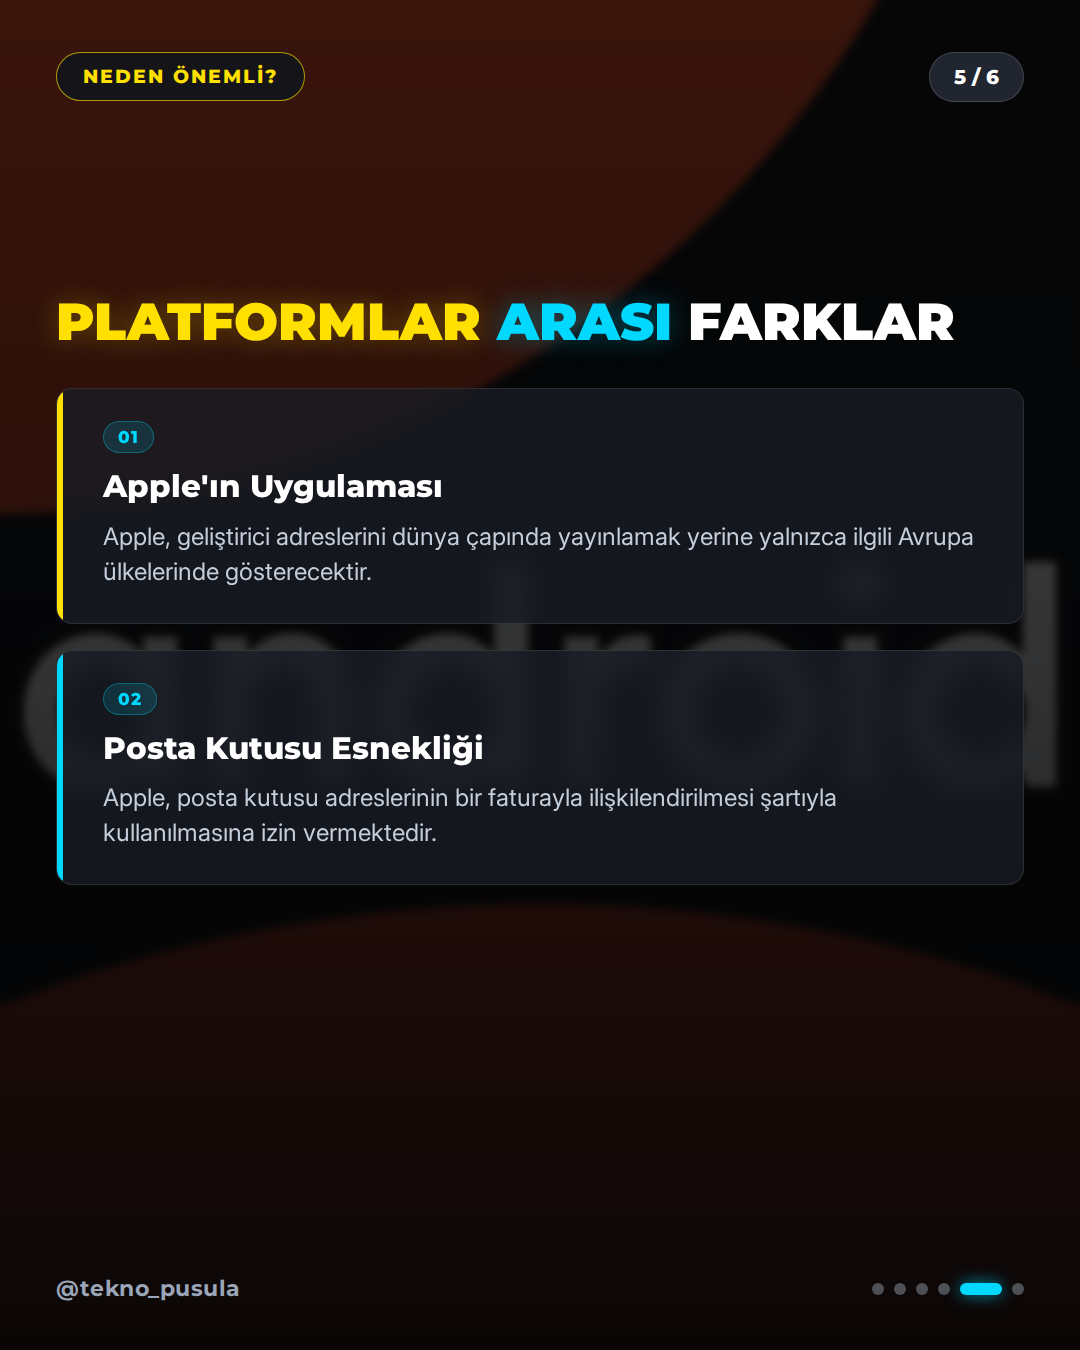 NEDEN ÖNEMLİ?
5 / 6
PLATFORMLAR ARASI FARKLAR
01
Apple'ın Uygulaması
Apple, geliştirici adreslerini dünya çapında yayınlamak yerine yalnızca ilgili Avrupa
ülkelerinde gösterecektir.
android
02
Posta Kutusu Esnekliği
Apple, posta kutusu adreslerinin bir faturayla ilişkilendirilmesi şartıyla
kullanılmasına izin vermektedir.
@tekno_pusula